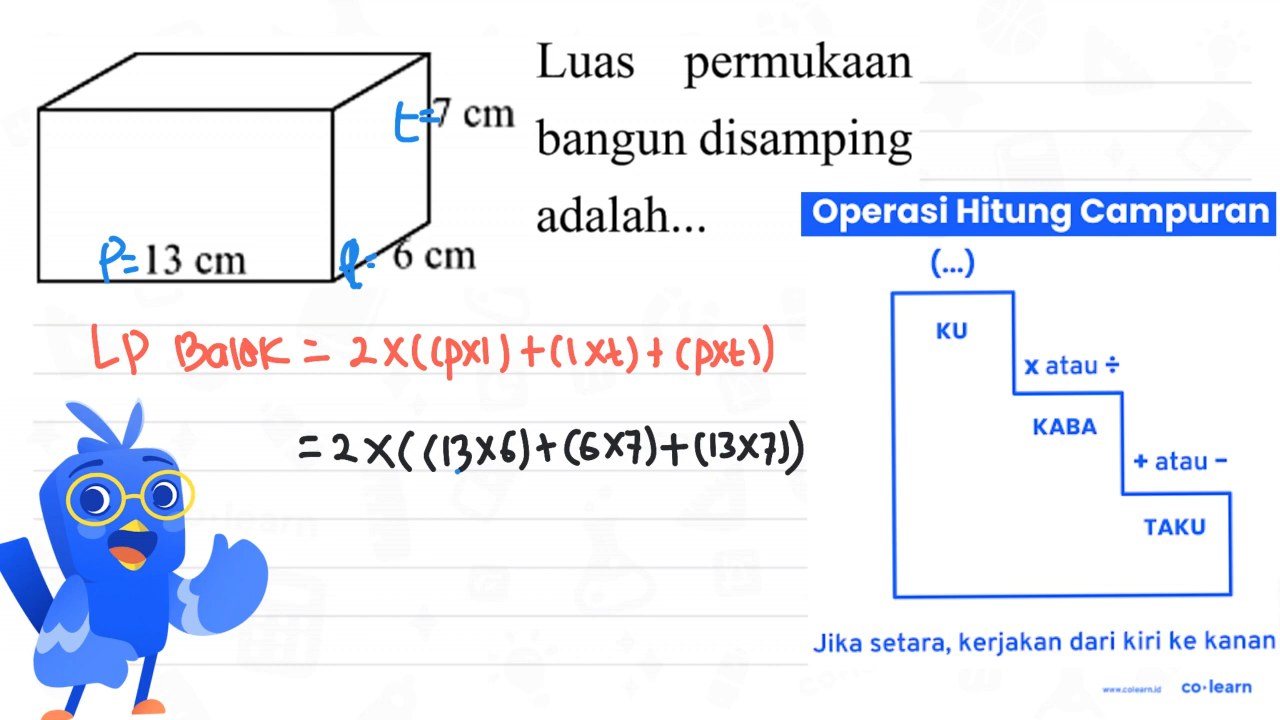 t=7 cm
p=13 cm
l= 6 cm
Luas permukaan
bangun disamping
adalah...
LP Balok = 2 x ((pxl) + (lxt) + (pxt))
= 2 x ((13x6) + (6x7) + (13x7))
Operasi Hitung Campuran
(...)
KU
x atau ÷
KABA
+ atau -
TAKU
Jika setara, kerjakan dari kiri ke kanan
www.colearn.id co·learn
co·learn